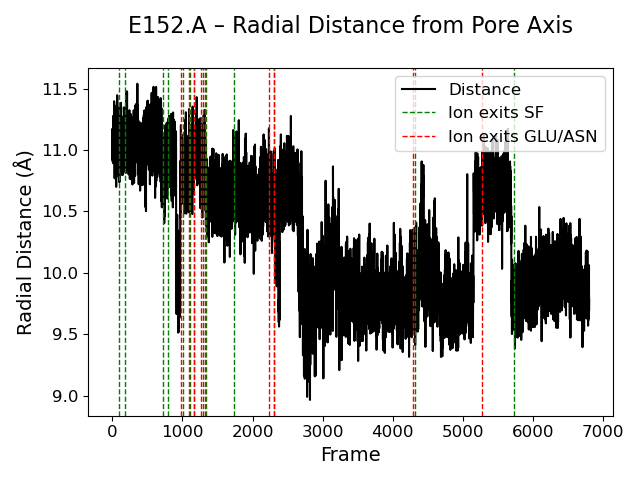 E152.A – Radial Distance from Pore Axis
Distance
Ion exits SF
Ion exits GLU/ASN
Radial Distance (Å)
11.5
11.0
10.5
10.0
9.5
9.0
0 1000 2000 3000 4000 5000 6000 7000
Frame